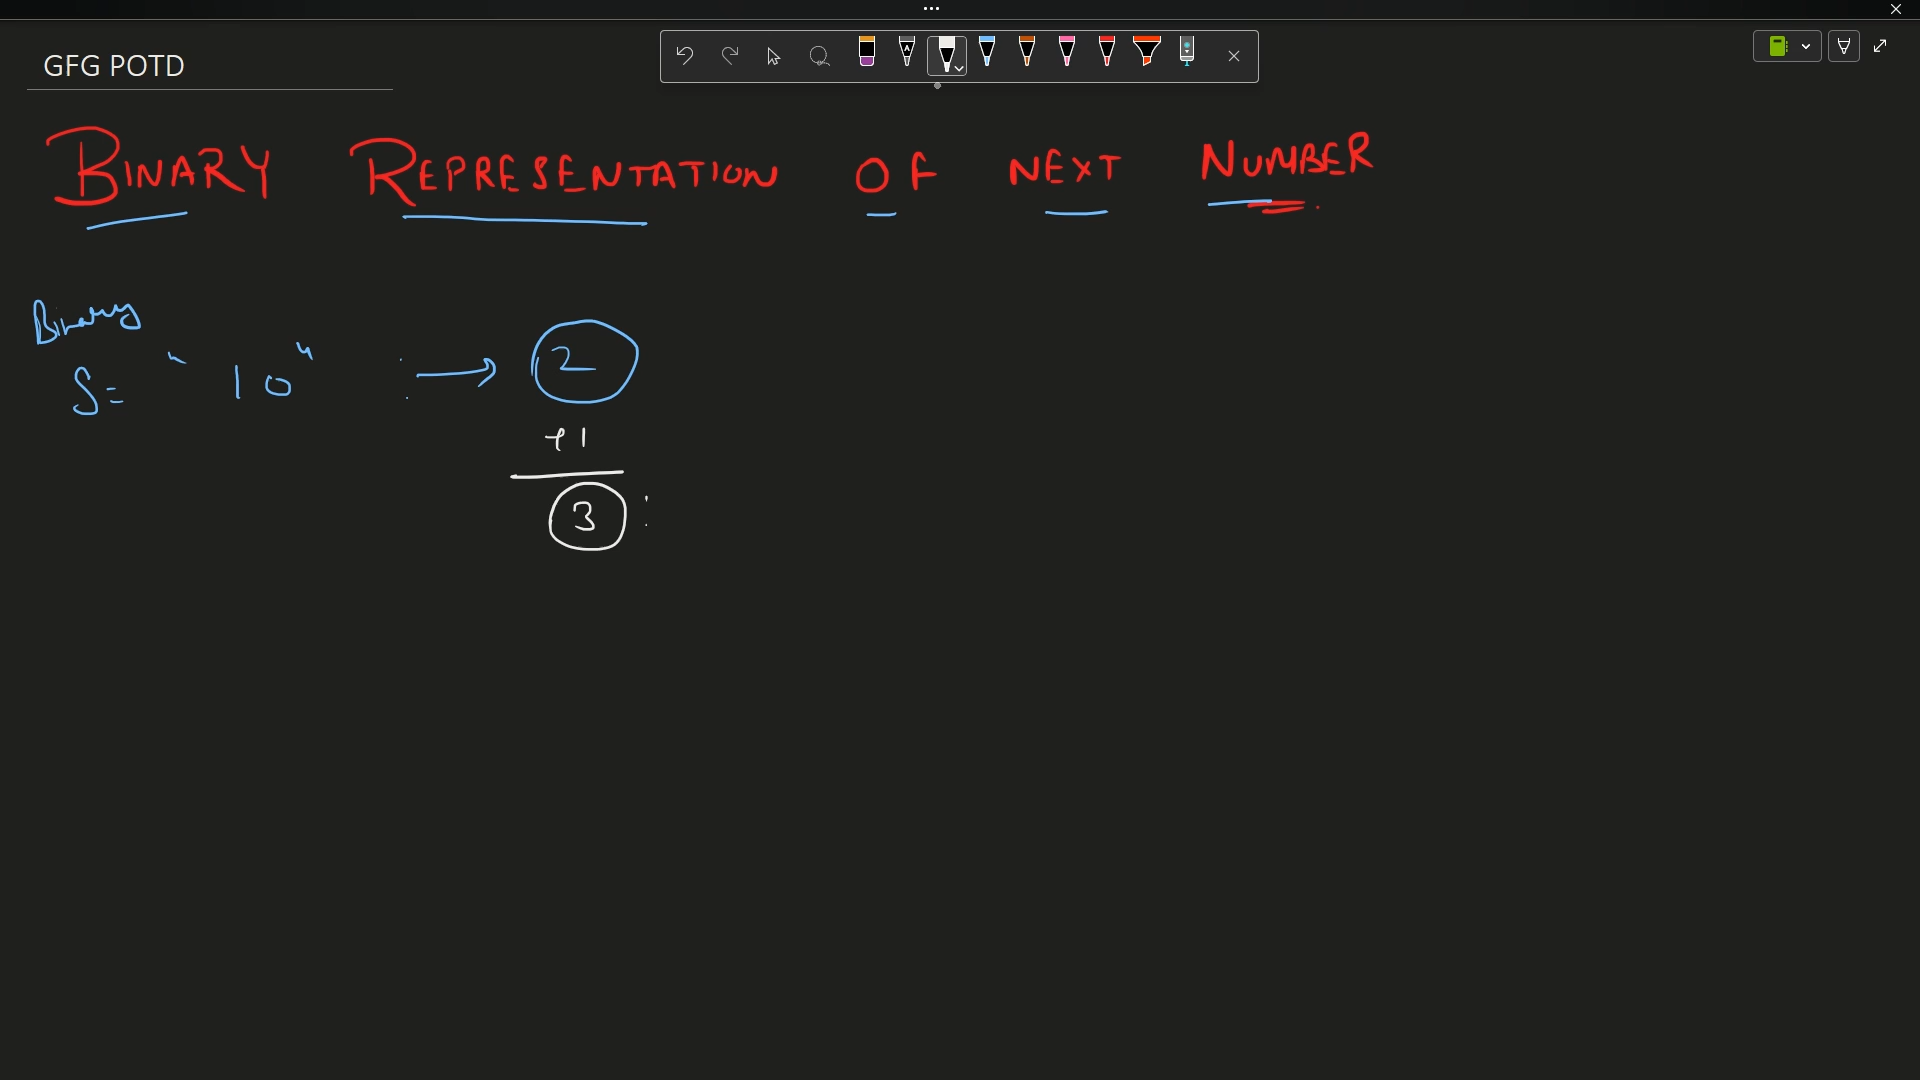 GFG POTD
BINARY REPRESENTATION OF NEXT NUMBER
Binary
S= " 10" : → 2
+1
3 :